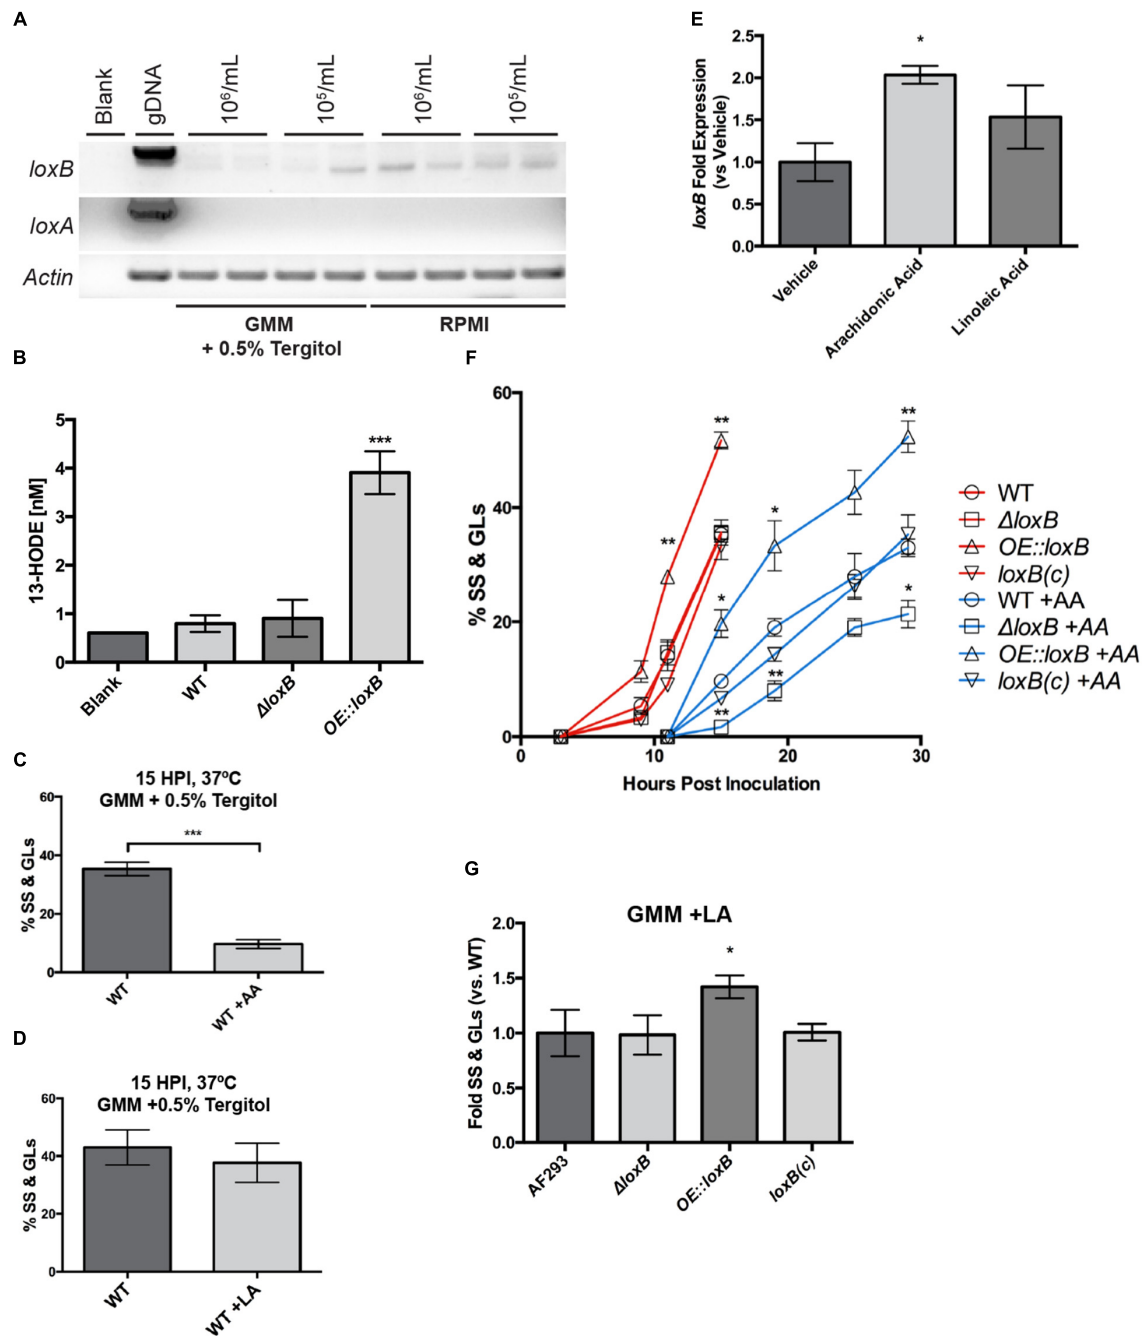 A
Blank
gDNA
10⁶/mL
10⁵/mL
10⁶/mL
10⁵/mL
loxB
loxA
Actin
GMM
+ 0.5% Tergitol
RPMI
B
13-HODE [nM]
5
4
3
2
1
0
***
Blank
WT
ΔloxB
OE::loxB
C
15 HPI, 37ºC
GMM + 0.5% Tergitol
% SS & GLs
60
40
20
0
***
WT
WT +AA
D
15 HPI, 37ºC
GMM +0.5% Tergitol
% SS & GLs
60
40
20
0
WT
WT +LA
E
loxB Fold Expression
(vs Vehicle)
2.5
2.0
1.5
1.0
0.5
0.0
*
Vehicle
Arachidonic Acid
Linoleic Acid
F
% SS & GLs
60
40
20
0
0
10
20
30
Hours Post Inoculation
**
**
*
*
**
**
**
*
WT
ΔloxB
OE::loxB
loxB(c)
WT +AA
ΔloxB +AA
OE::loxB +AA
loxB(c) +AA
G
GMM +LA
Fold SS & GLs (vs. WT)
2.0
1.5
1.0
0.5
0.0
*
AF293
ΔloxB
OE::loxB
loxB(c)